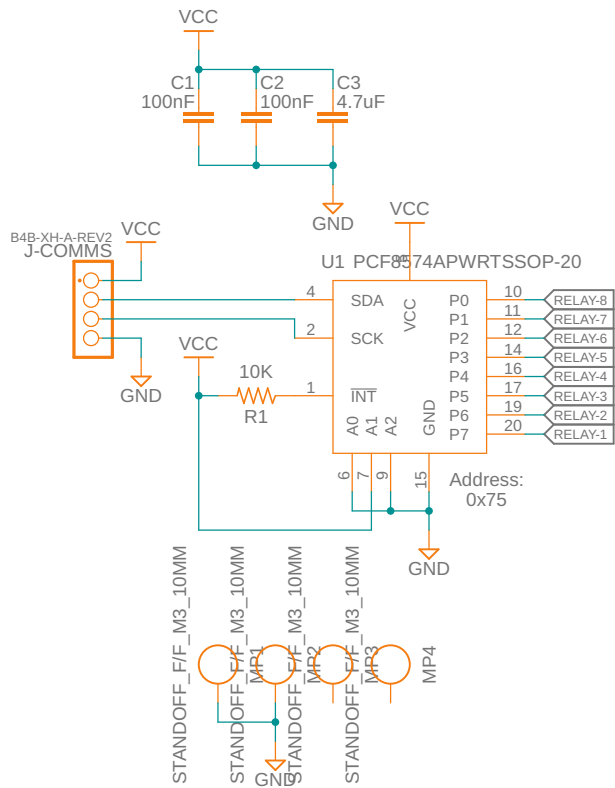 VCC
C1
100nF
C2
100nF
C3
4.7uF
GND
B4B-XH-A-REV2
J-COMMS
VCC
GND
VCC
U1 PCF8574APWRTSSOP-20
4 SDA
2 SCK
1 INT
VCC
GND
A0
A1
A2
6
7
9
15
P0 10 RELAY-8
P1 11 RELAY-7
P2 12 RELAY-6
P3 14 RELAY-5
P4 16 RELAY-4
P5 17 RELAY-3
P6 19 RELAY-2
P7 20 RELAY-1
VCC
10K
R1
Address:
0x75
GND
STANDOFF_F/F_M3_10MM
MP1
STANDOFF_F/F_M3_10MM
MP2
STANDOFF_F/F_M3_10MM
MP3
STANDOFF_F/F_M3_10MM
MP4
GND